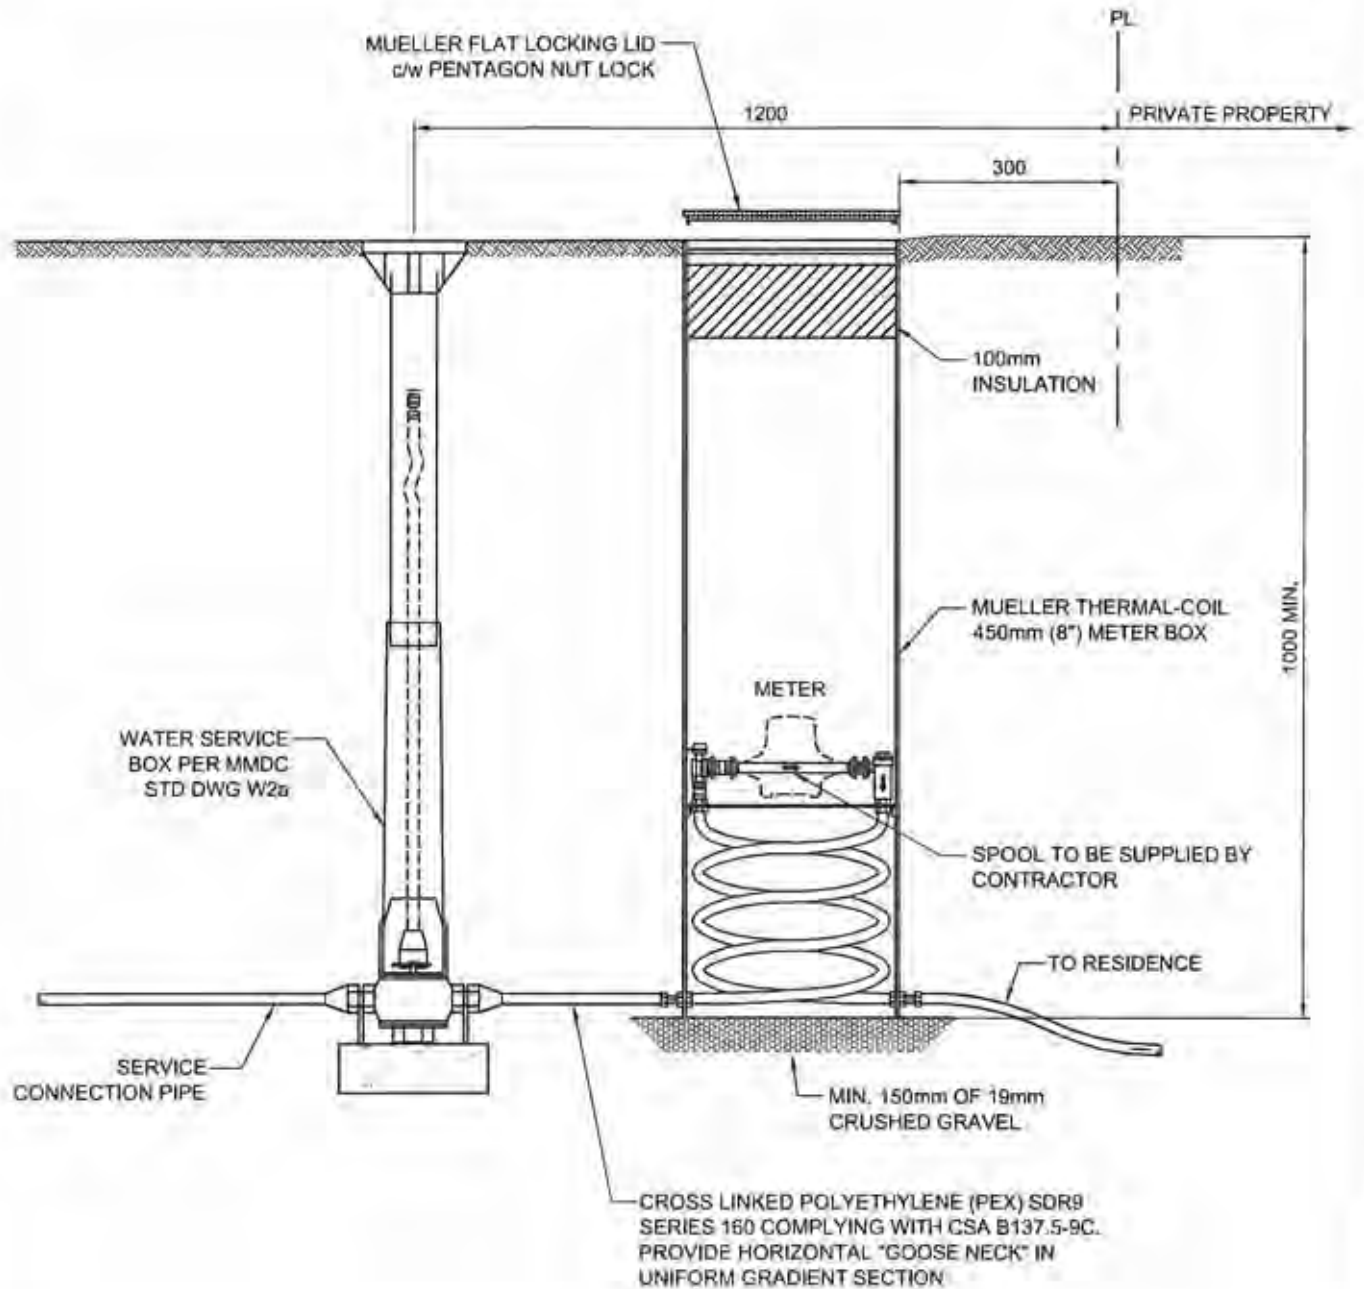 PL
MUELLER FLAT LOCKING LID
c/w PENTAGON NUT LOCK
1200
PRIVATE PROPERTY
300
100mm
INSULATION
MUELLER THERMAL-COIL
450mm (8") METER BOX
1000 MIN.
METER
WATER SERVICE
BOX PER MMDC
STD DWG W2a
SPOOL TO BE SUPPLIED BY
CONTRACTOR
TO RESIDENCE
SERVICE
CONNECTION PIPE
MIN. 150mm OF 19mm
CRUSHED GRAVEL
CROSS LINKED POLYETHYLENE (PEX) SDR9
SERIES 160 COMPLYING WITH CSA B137.5-9C.
PROVIDE HORIZONTAL "GOOSE NECK" IN
UNIFORM GRADIENT SECTION